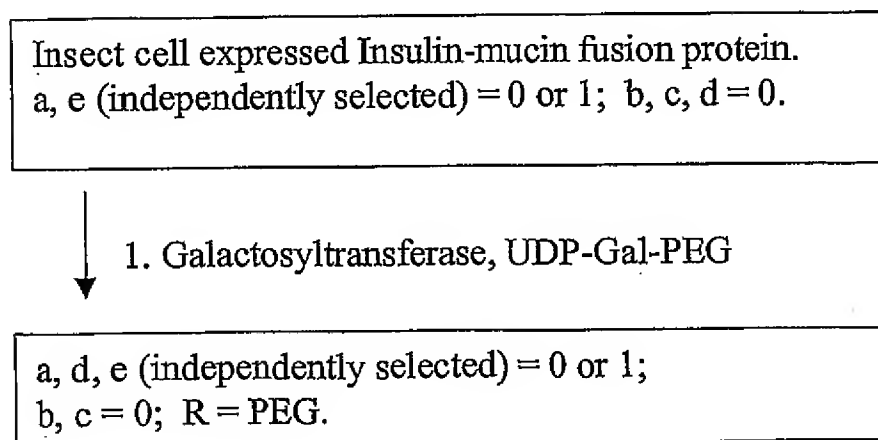 Insect cell expressed Insulin-mucin fusion protein.
a, e (independently selected) = 0 or 1; b, c, d = 0.
1. Galactosyltransferase, UDP-Gal-PEG
a, d, e (independently selected) = 0 or 1;
b, c = 0; R = PEG.